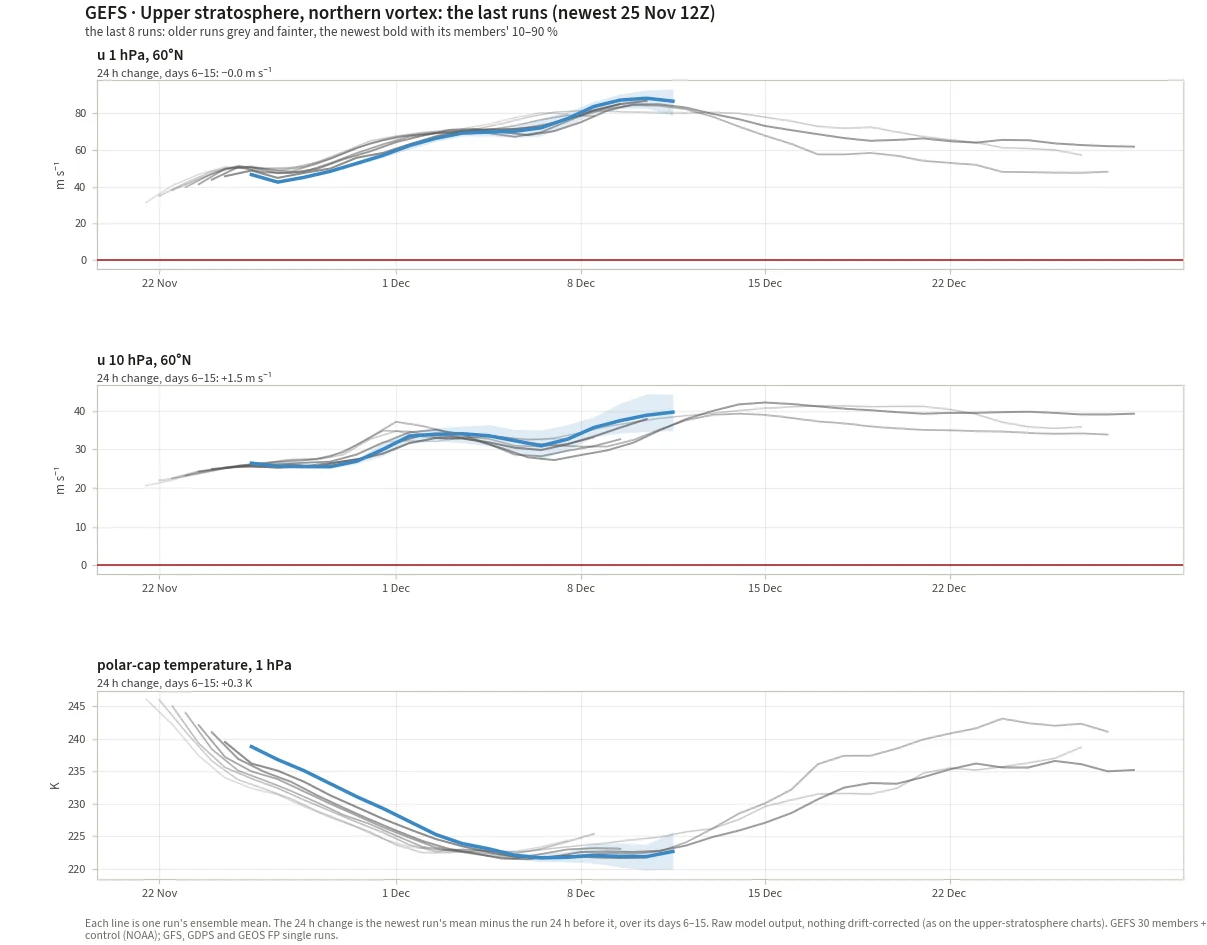 GEFS · Upper stratosphere, northern vortex: the last runs (newest 25 Nov 12Z)
the last 8 runs: older runs grey and fainter, the newest bold with its members' 10–90 %
u 1 hPa, 60°N
24 h change, days 6–15: −0.0 m s⁻¹
80
60
40
20
0
m s⁻¹
22 Nov
1 Dec
8 Dec
15 Dec
22 Dec
u 10 hPa, 60°N
24 h change, days 6–15: +1.5 m s⁻¹
40
30
20
10
0
m s⁻¹
22 Nov
1 Dec
8 Dec
15 Dec
22 Dec
polar-cap temperature, 1 hPa
24 h change, days 6–15: +0.3 K
245
240
235
230
225
220
K
22 Nov
1 Dec
8 Dec
15 Dec
22 Dec
Each line is one run's ensemble mean. The 24 h change is the newest run's mean minus the run 24 h before it, over its days 6–15. Raw model output, nothing drift-corrected (as on the upper-stratosphere charts). GEFS 30 members +
control (NOAA); GFS, GDPS and GEOS FP single runs.